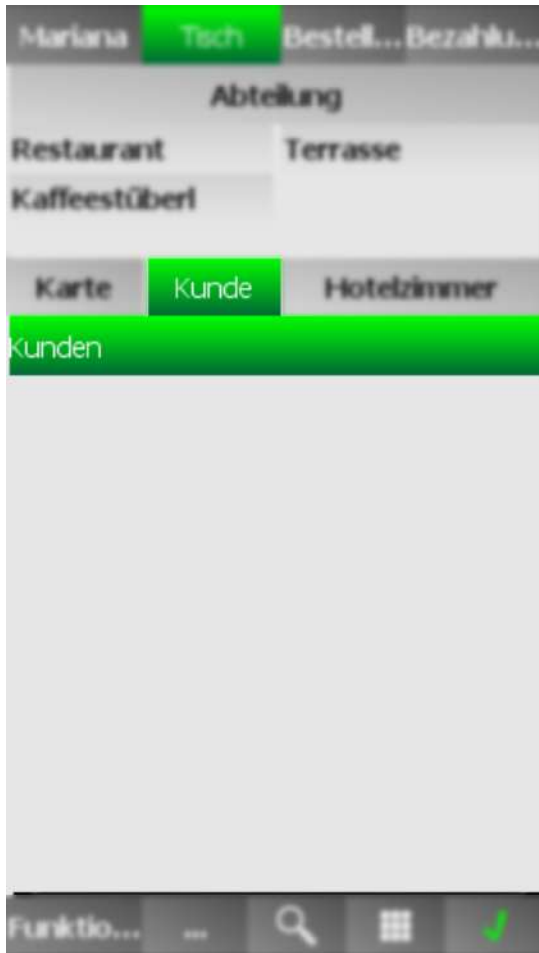 Mariana Tisch Bestell... Bezahlu...
Abteilung
Restaurant Terrasse
Kaffeestüberl
Karte Kunde Hotelzimmer
Kunden
Funktio... ...